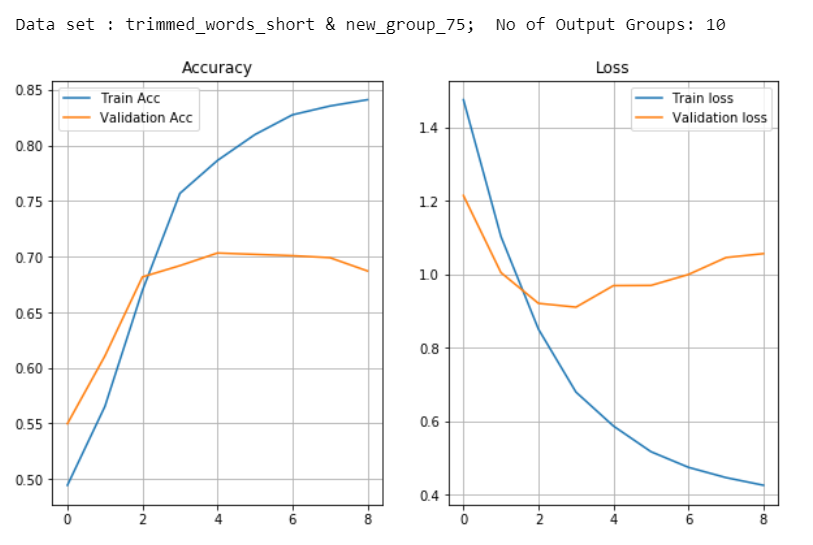 Data set : trimmed_words_short & new_group_75;  No of Output Groups: 10
Accuracy
Train Acc
Validation Acc
0.85
0.80
0.75
0.70
0.65
0.60
0.55
0.50
0 2 4 6 8
Loss
Train loss
Validation loss
1.4
1.2
1.0
0.8
0.6
0.4
0 2 4 6 8